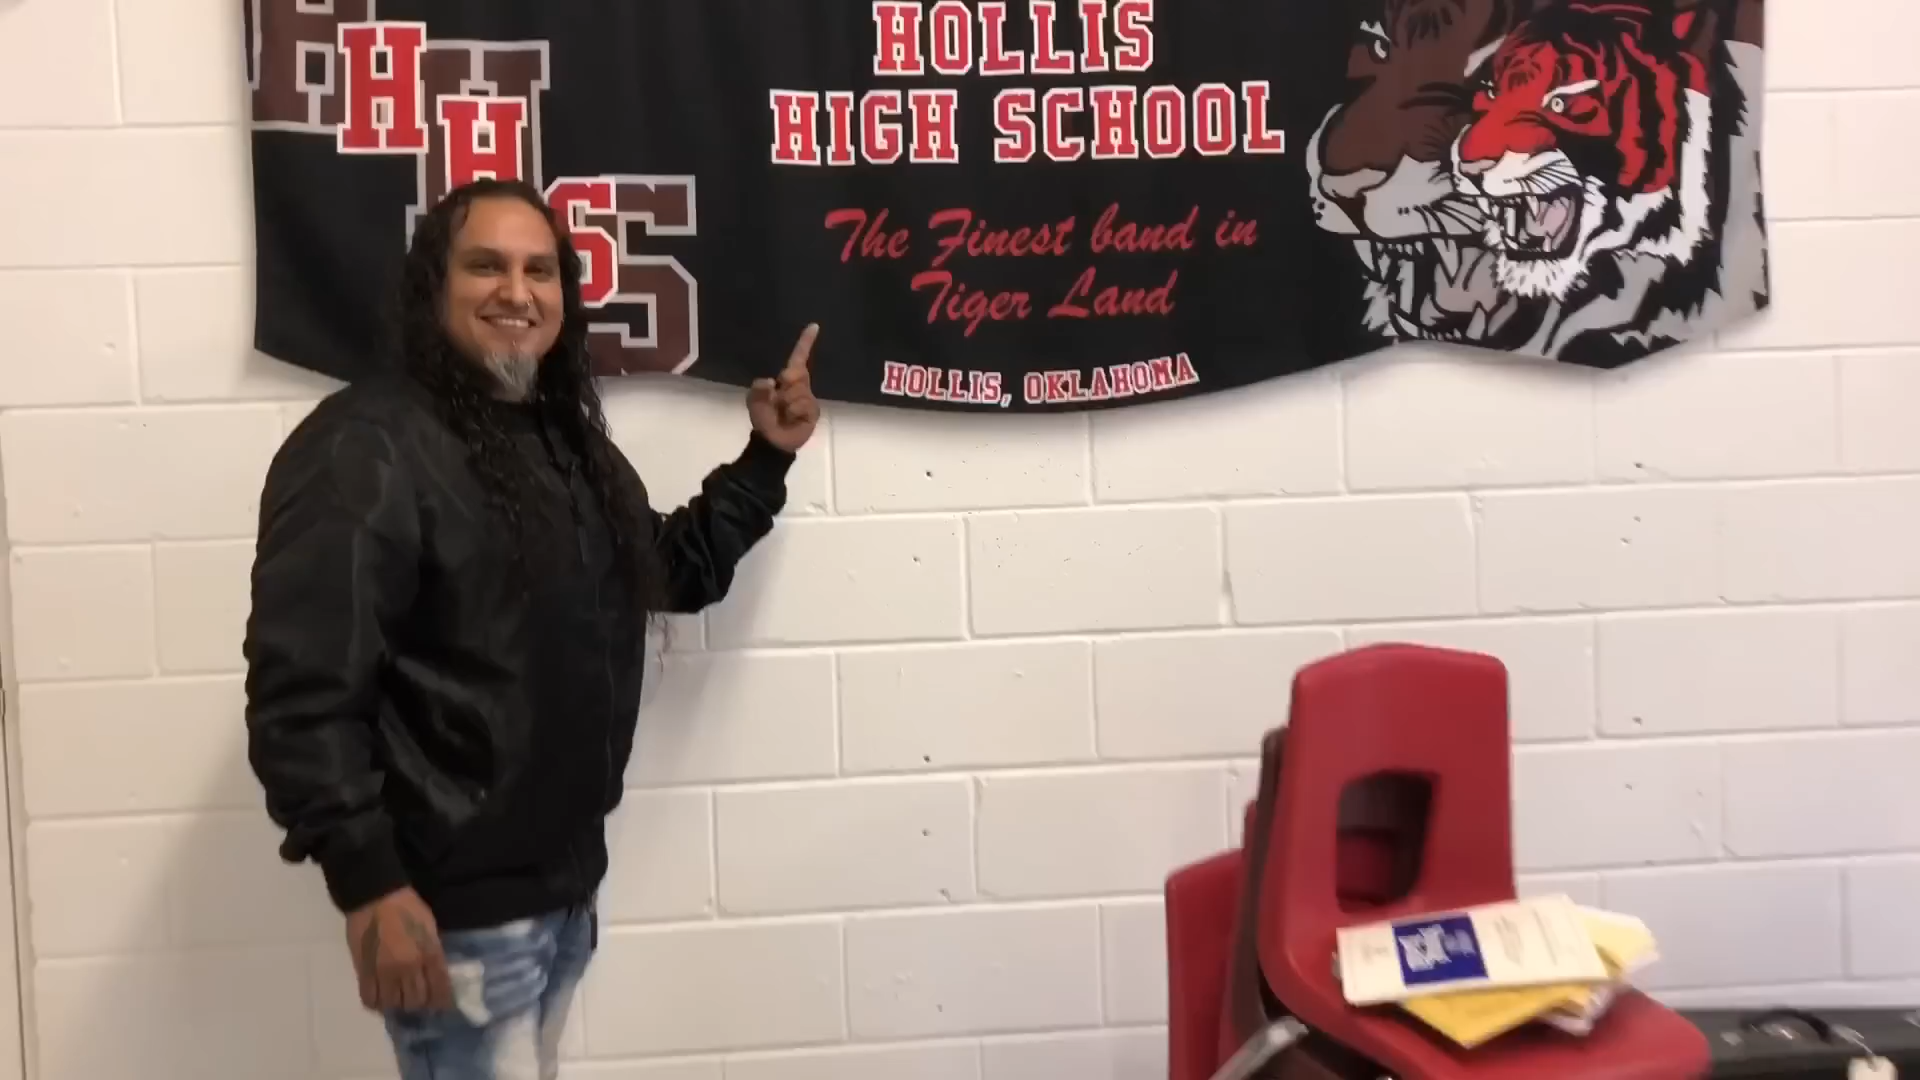 HHS
HOLLIS
HIGH SCHOOL
The Finest band in
Tiger Land
HOLLIS, OKLAHOMA